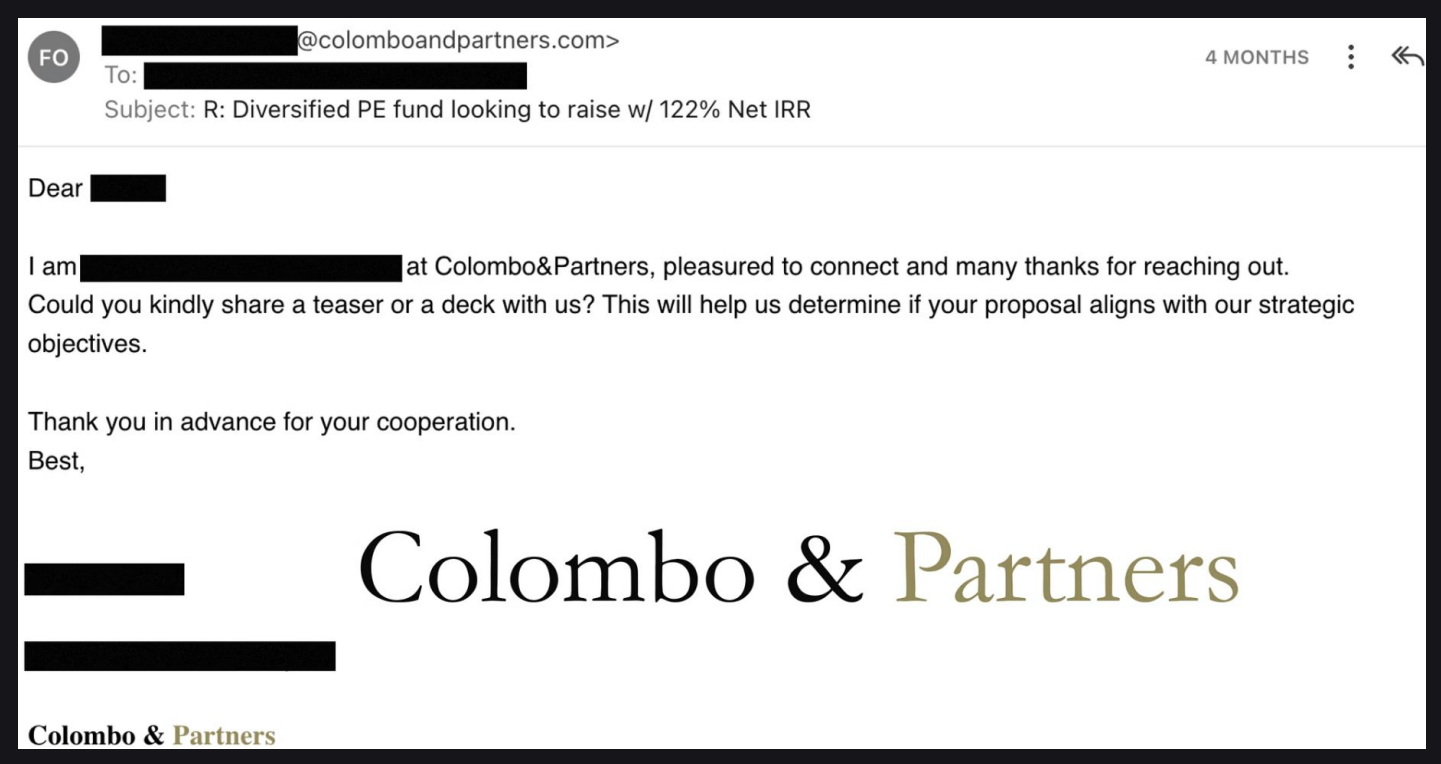 FO
@colomboandpartners.com>
4 MONTHS
To:
Subject: R: Diversified PE fund looking to raise w/ 122% Net IRR
Dear
I am at Colombo&Partners, pleasured to connect and many thanks for reaching out.
Could you kindly share a teaser or a deck with us? This will help us determine if your proposal aligns with our strategic
objectives.
Thank you in advance for your cooperation.
Best,
Colombo & Partners
Colombo & Partners